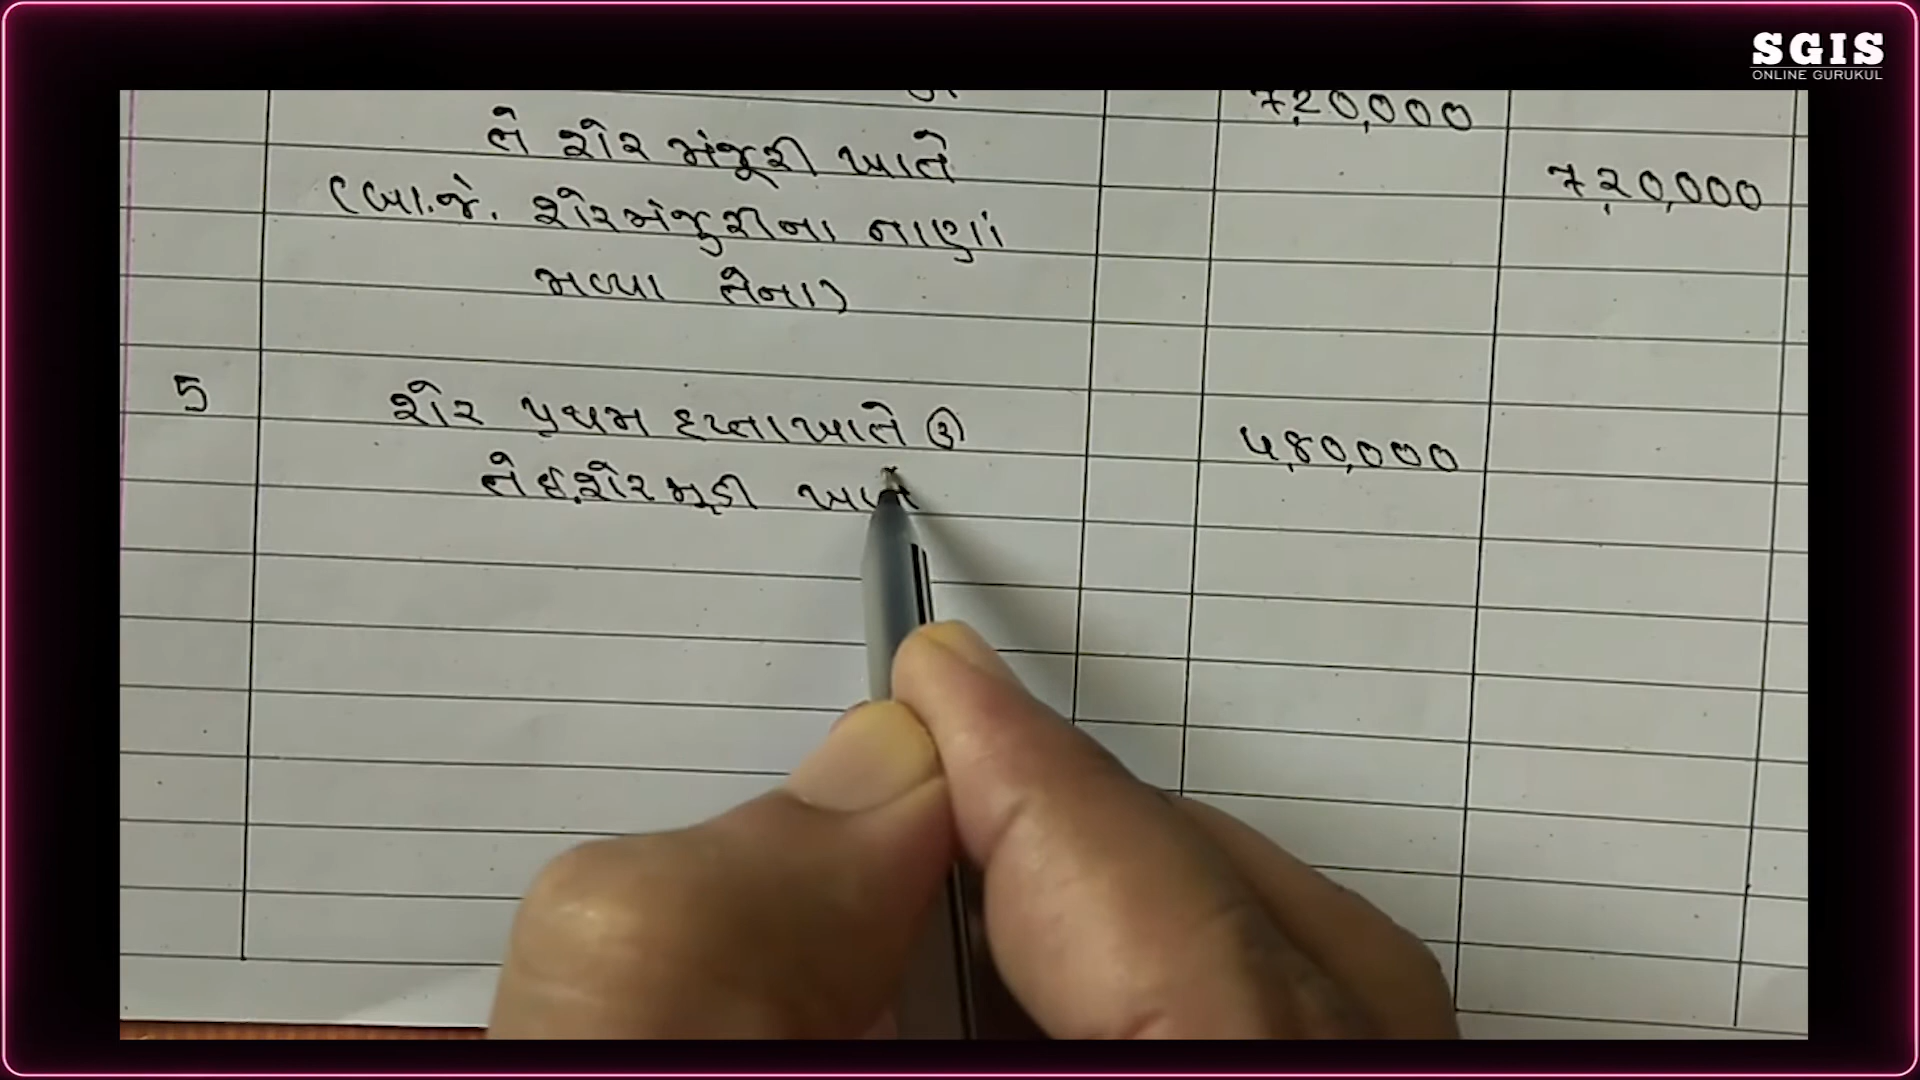 SGIS
ONLINE GURUKUL
7,20,000
તે શેર મંજૂરી ખાતે
7,20,000
(બા.જે. શેરમંજુરીના નાણાં
મળ્યા તેના)
5 શેર પ્રથમ હપ્તાખાતે ઉ 4,80,000
તે ઈ.શેરમૂડી ખાતે